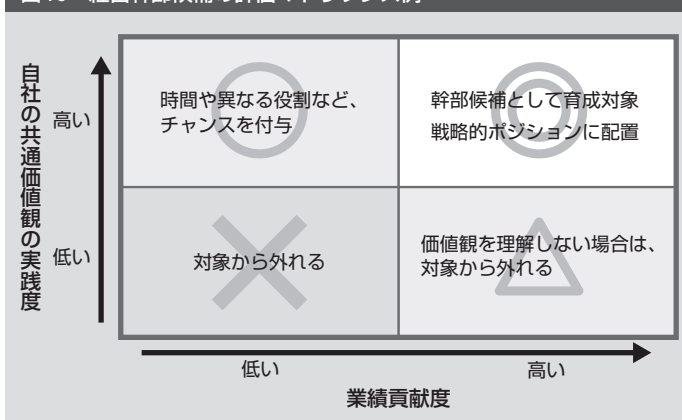 自社の共通価値観の実践度
高い
低い
時間や異なる役割など、
チャンスを付与
幹部候補として育成対象
戦略的ポジションに配置
対象から外れる
価値観を理解しない場合は、
対象から外れる
低い
高い
業績貢献度